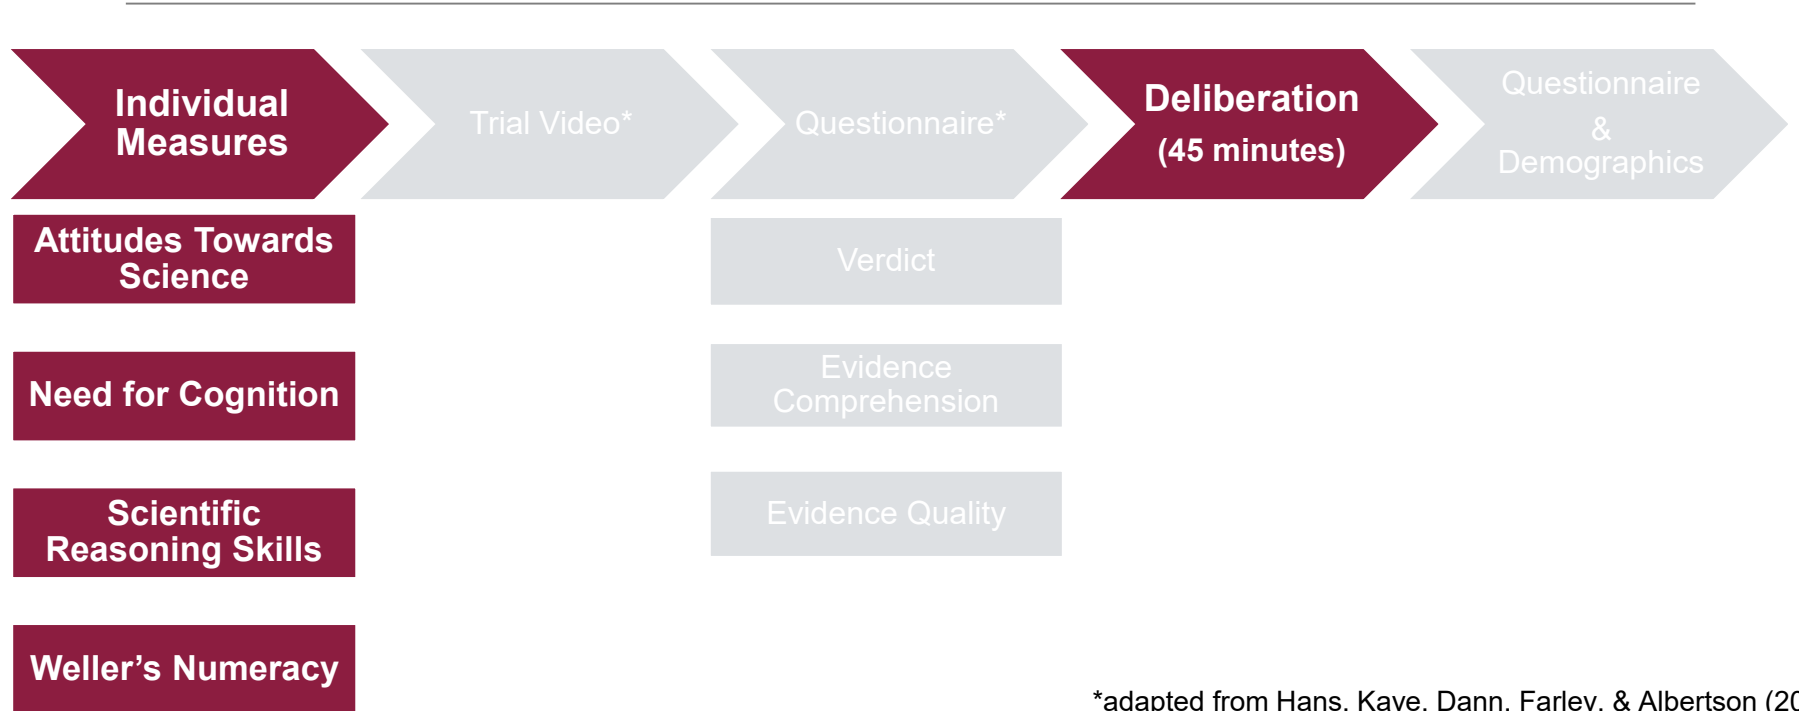 Individual
Measures
Trial Video*
Questionnaire*
Deliberation
(45 minutes)
Questionnaire
&
Demographics
Attitudes Towards
Science
Need for Cognition
Scientific
Reasoning Skills
Weller’s Numeracy
Verdict
Evidence
Comprehension
Evidence Quality
*adapted from Hans, Kaye, Dann, Farley, & Albertson (20